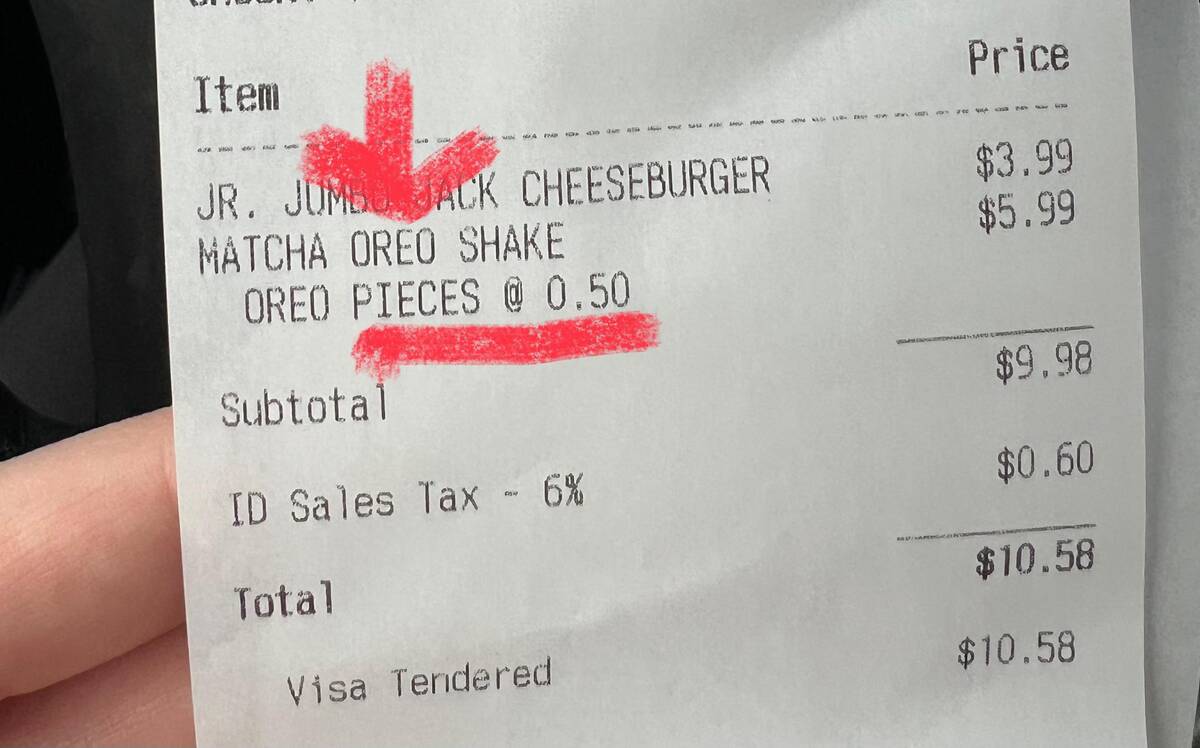 Item Price
JR. JUMBO JACK CHEESEBURGER $3.99
MATCHA OREO SHAKE $5.99
OREO PIECES @ 0.50
Subtotal $9.98
ID Sales Tax - 6% $0.60
Total $10.58
Visa Tendered $10.58